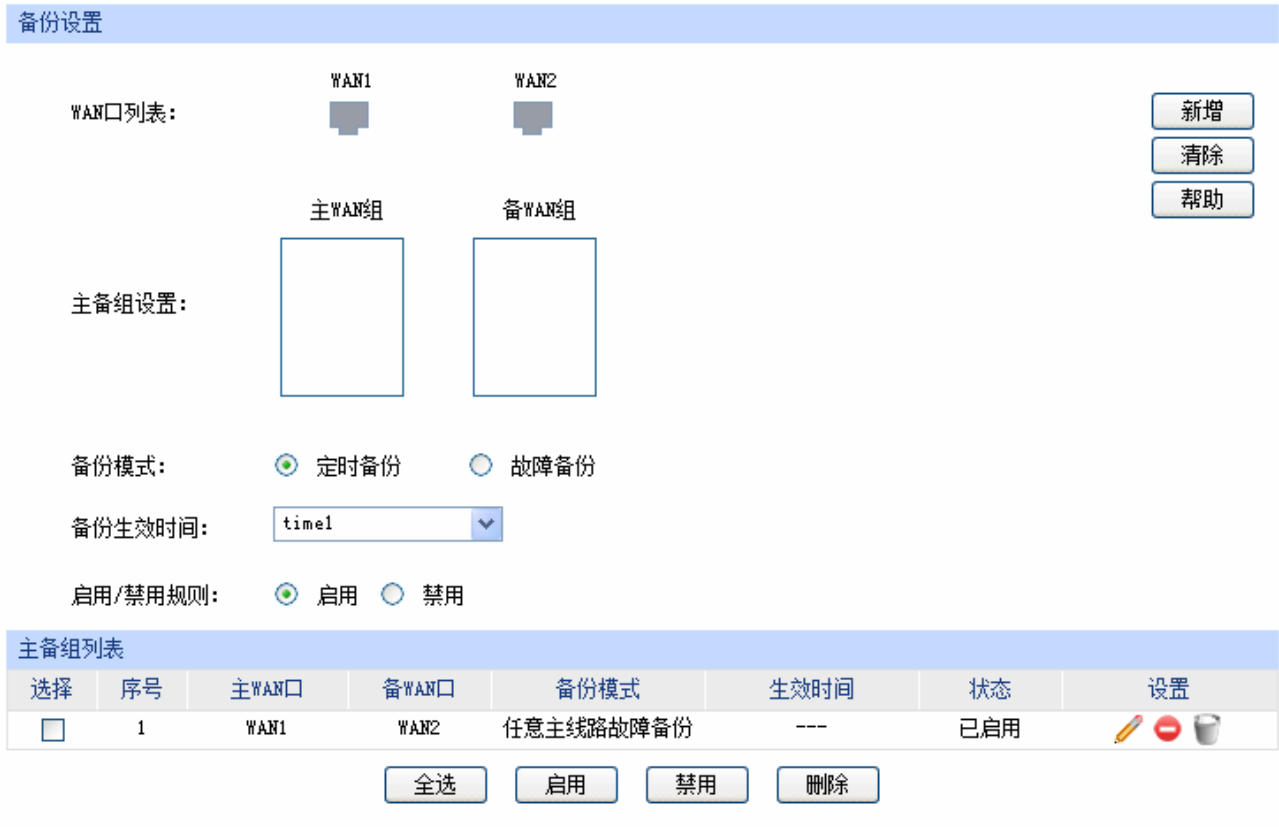 备份设置
WAN1 WAN2
WAN口列表:
新增
清除
帮助
主WAN组 备WAN组
主备组设置:
备份模式: 定时备份 故障备份
备份生效时间: time1
启用/禁用规则: 启用 禁用
主备组列表
选择 序号 主WAN口 备WAN口 备份模式 生效时间 状态 设置
1 WAN1 WAN2 任意主线路故障备份 --- 已启用
全选 启用 禁用 删除